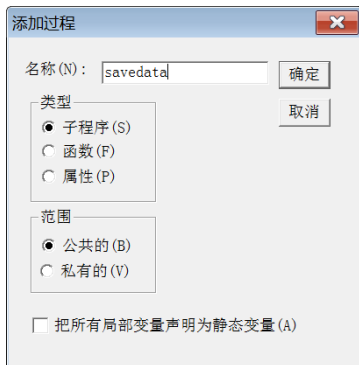 添加过程
名称(N): savedata
确定
取消
类型
子程序(S)
函数(F)
属性(P)
范围
公共的(B)
私有的(V)
把所有局部变量声明为静态变量(A)